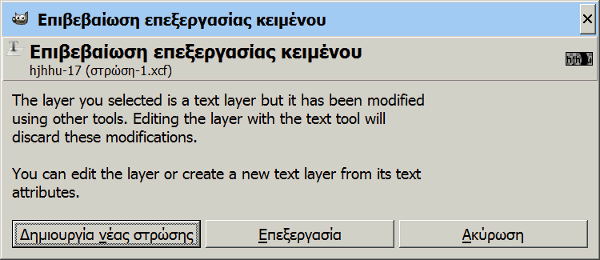 Επιβεβαίωση επεξεργασίας κειμένου
Επιβεβαίωση επεξεργασίας κειμένου
hjhhu-17 (στρώση-1.xcf)
The layer you selected is a text layer but it has been modified
using other tools. Editing the layer with the text tool will
discard these modifications.
You can edit the layer or create a new text layer from its text
attributes.
Δημιουργία νέας στρώσης
Επεξεργασία
Ακύρωση